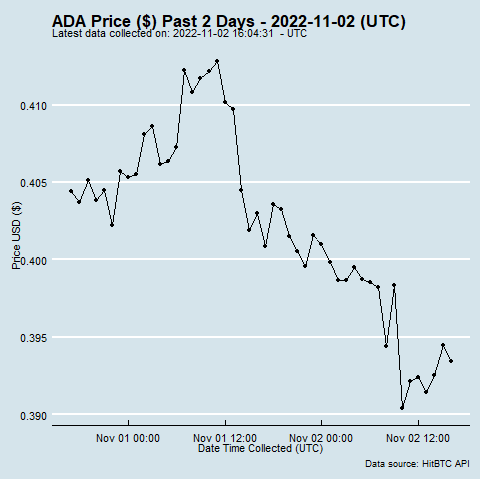 ADA Price ($) Past 2 Days - 2022-11-02 (UTC)
Latest data collected on: 2022-11-02 16:04:31  - UTC
Price USD ($)
0.410
0.405
0.400
0.395
0.390
Nov 01 00:00 Nov 01 12:00 Nov 02 00:00 Nov 02 12:00
Date Time Collected (UTC)
Data source: HitBTC API